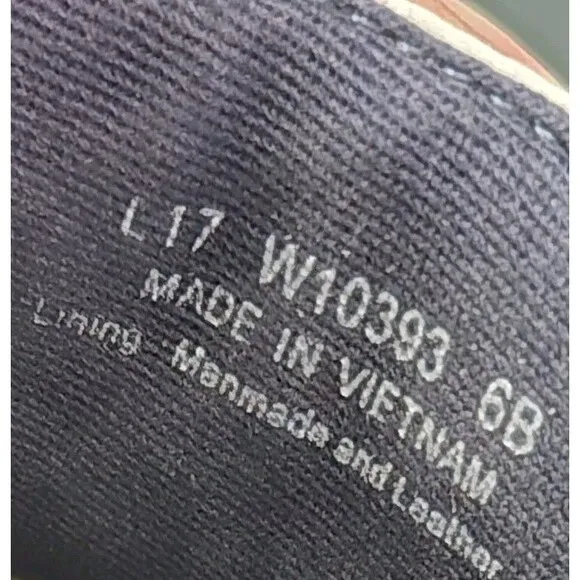 L17 W10393 6B
MADE IN VIETNAM
Lining - Manmade and Leather